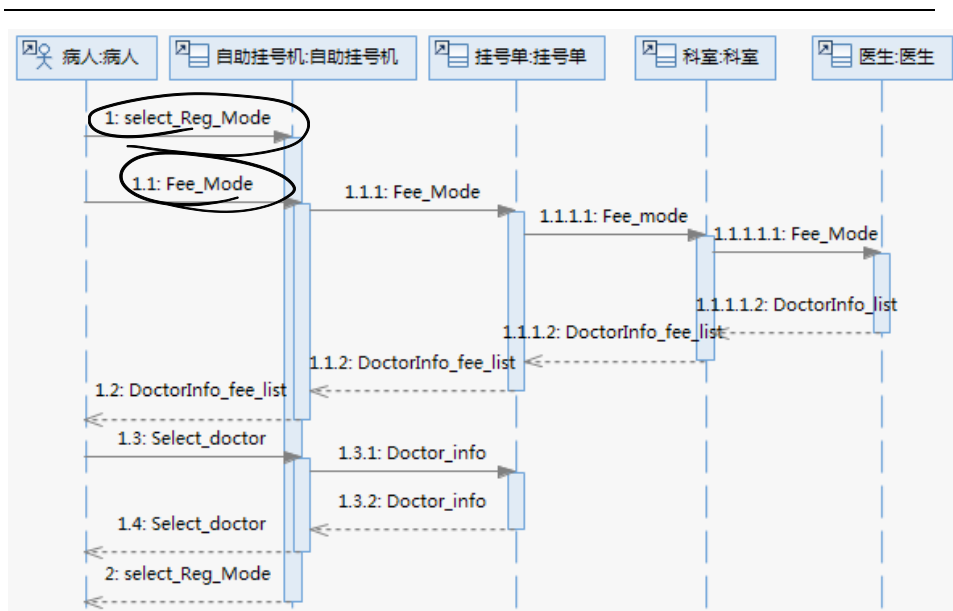 病人:病人
自助挂号机:自助挂号机
挂号单:挂号单
科室:科室
医生:医生
1: select_Reg_Mode
1.1: Fee_Mode
1.1.1: Fee_Mode
1.1.1.1: Fee_mode
1.1.1.1.1: Fee_Mode
1.1.1.1.2: DoctorInfo_list
1.1.1.2: DoctorInfo_fee_list
1.1.2: DoctorInfo_fee_list
1.2: DoctorInfo_fee_list
1.3: Select_doctor
1.3.1: Doctor_info
1.3.2: Doctor_info
1.4: Select_doctor
2: select_Reg_Mode